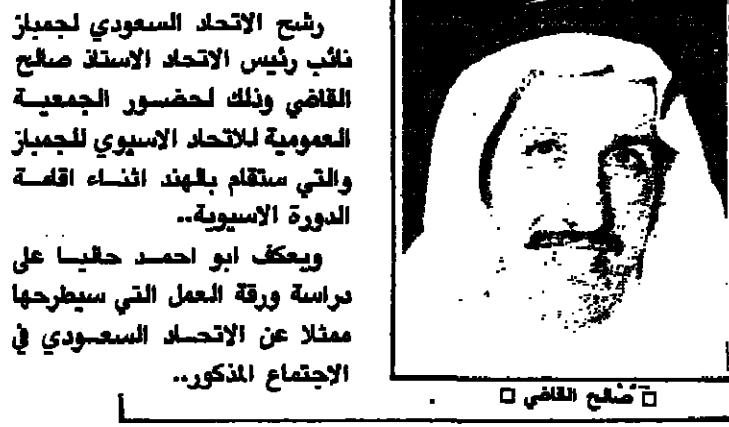 رشح الاتحاد السعودي لجمباز
نائب رئيس الاتحاد الاستاذ صالح
القاضي وذلك لحضور الجمعية
العمومية للاتحاد الاسيوي للجمباز
والتي ستقام بالهند اثناء اقامة
الدورة الاسيوية..
ويعكف ابو احمد حاليا على
دراسة ورقة العمل التي سيطرحها
ممثلا عن الاتحاد السعودي في
الاجتماع المذكور..
□ صالح القاضي □